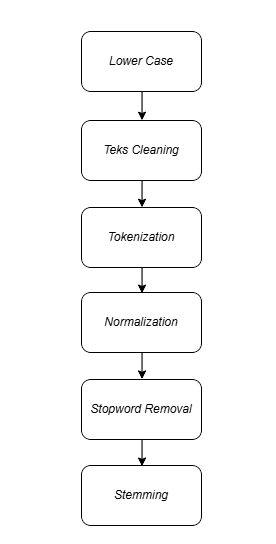 Lower Case
Teks Cleaning
Tokenization
Normalization
Stopword Removal
Stemming